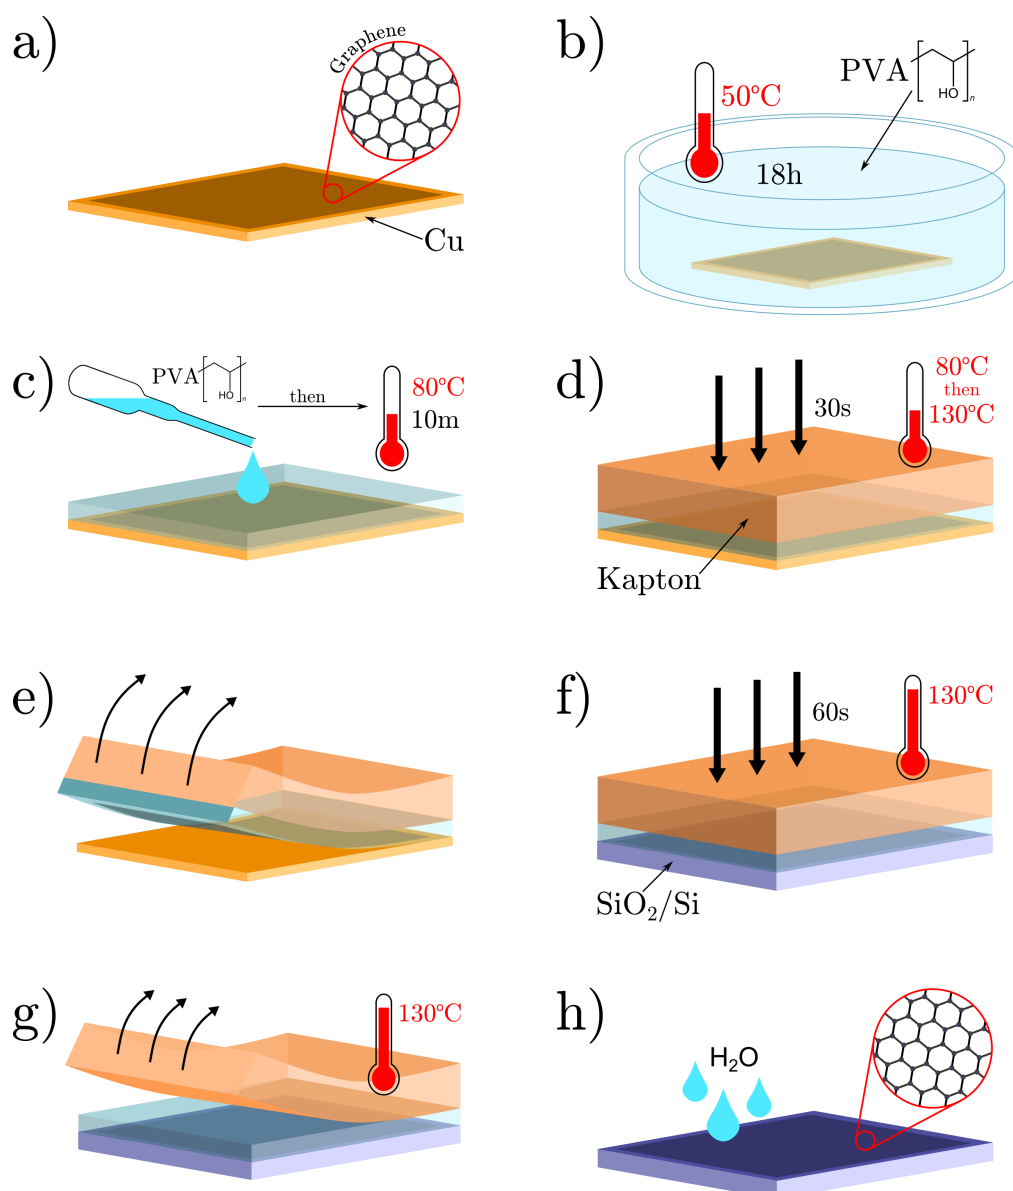 a)
Graphene
Cu
b)
50°C
PVA
HO
n
18h
c)
PVA
HO
n
then
80°C
10m
d)
30s
80°C
then
130°C
Kapton
e)
f)
60s
130°C
SiO₂/Si
g)
130°C
h)
H₂O